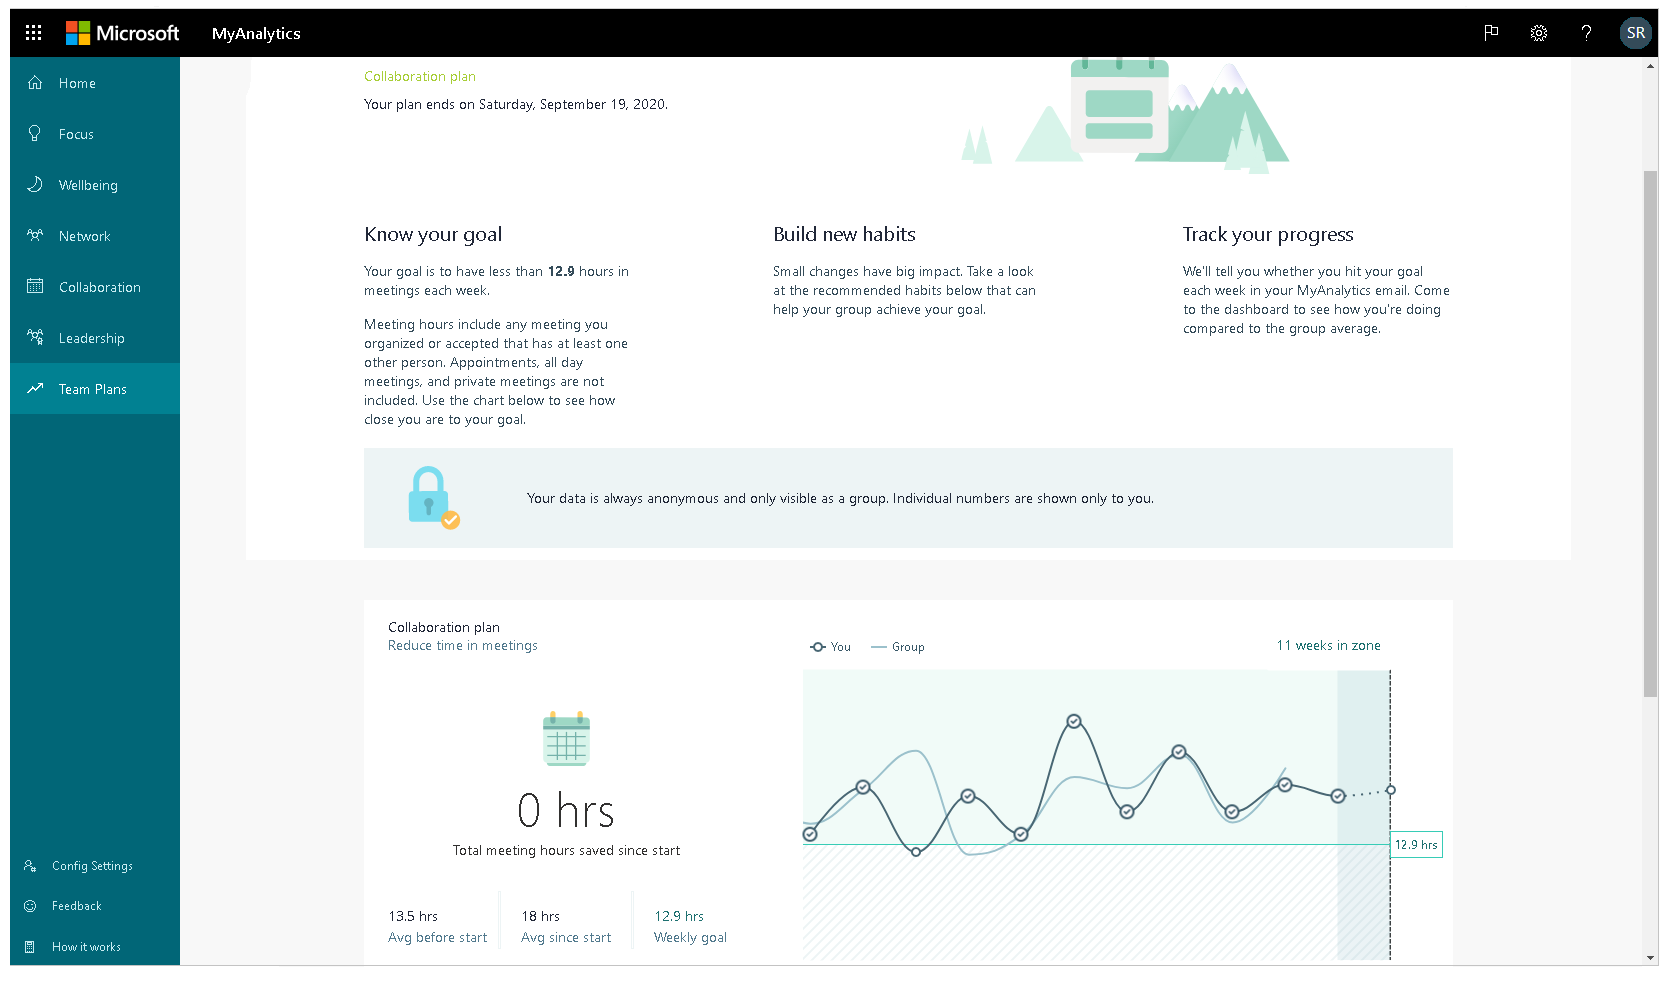 Microsoft MyAnalytics SR
Home
Focus
Wellbeing
Network
Collaboration
Leadership
Team Plans
Config Settings
Feedback
How it works
Collaboration plan
Your plan ends on Saturday, September 19, 2020.
Know your goal
Your goal is to have less than 12.9 hours in
meetings each week.
Meeting hours include any meeting you
organized or accepted that has at least one
other person. Appointments, all day
meetings, and private meetings are not
included. Use the chart below to see how
close you are to your goal.
Build new habits
Small changes have big impact. Take a look
at the recommended habits below that can
help your group achieve your goal.
Track your progress
We'll tell you whether you hit your goal
each week in your MyAnalytics email. Come
to the dashboard to see how you're doing
compared to the group average.
Your data is always anonymous and only visible as a group. Individual numbers are shown only to you.
Collaboration plan
Reduce time in meetings
0 hrs
Total meeting hours saved since start
13.5 hrs
Avg before start
18 hrs
Avg since start
12.9 hrs
Weekly goal
You Group
11 weeks in zone
12.9 hrs